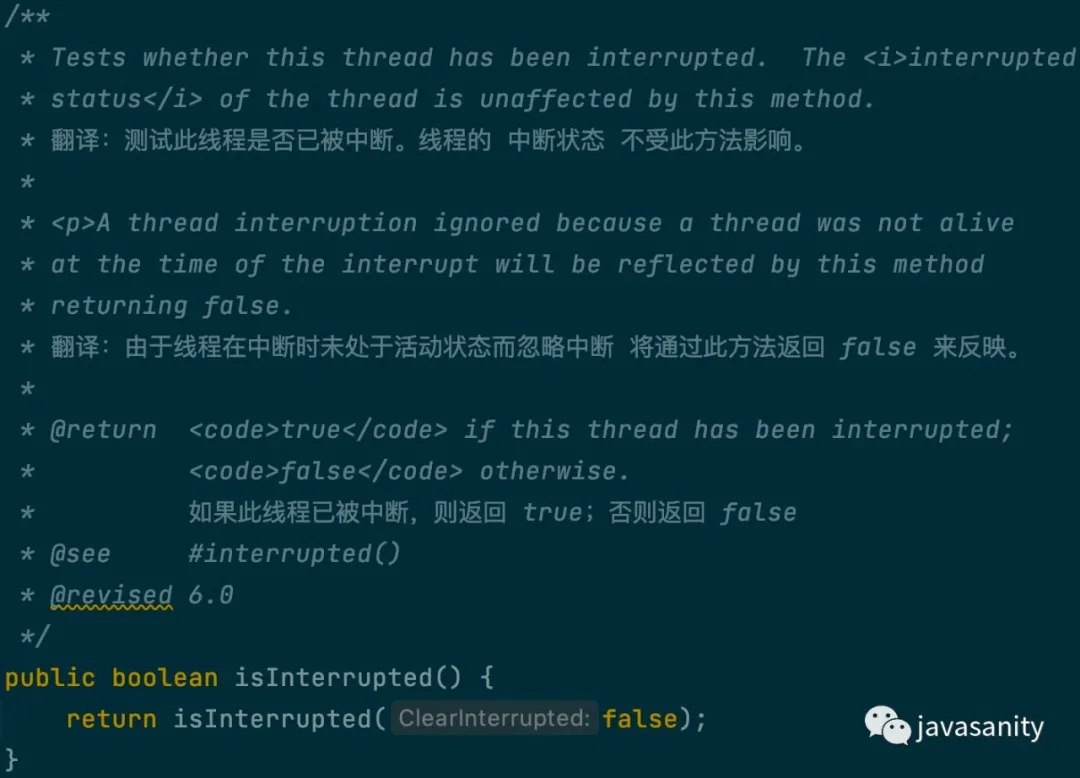 /**
 * Tests whether this thread has been interrupted.  The <i>interrupted
 * status</i> of the thread is unaffected by this method.
 * 翻译：测试此线程是否已被中断。线程的 中断状态 不受此方法影响。
 *
 * <p>A thread interruption ignored because a thread was not alive
 * at the time of the interrupt will be reflected by this method
 * returning false.
 * 翻译：由于线程在中断时未处于活动状态而忽略中断 将通过此方法返回 false 来反映。
 *
 * @return  <code>true</code> if this thread has been interrupted;
 *          <code>false</code> otherwise.
 *          如果此线程已被中断，则返回 true；否则返回 false
 * @see     #interrupted()
 * @revised 6.0
 */
public boolean isInterrupted() {
    return isInterrupted( ClearInterrupted: false);
}
javasanity